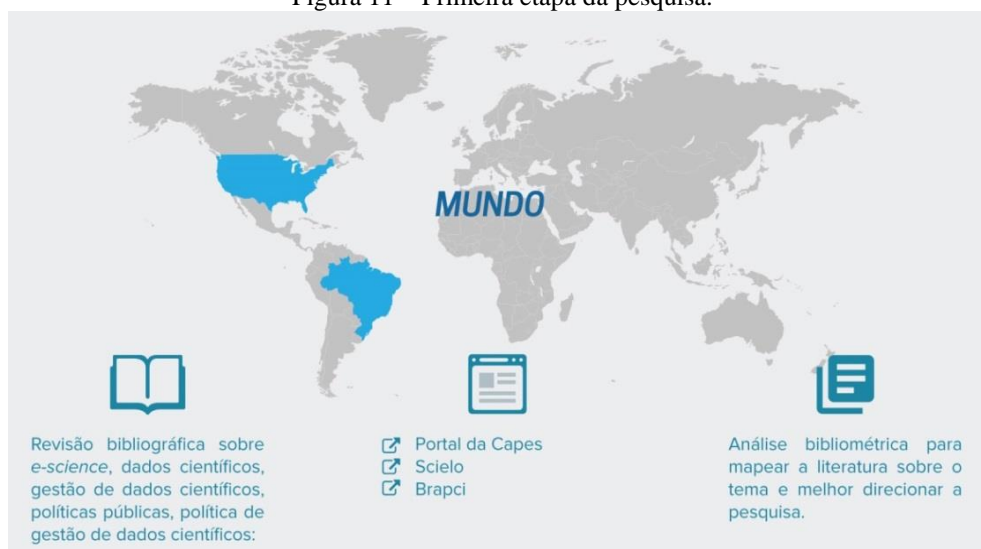 Figura 11 – Primeira etapa da pesquisa.
MUNDO
Revisão bibliográfica sobre
e-science, dados científicos,
gestão de dados científicos,
políticas públicas, política de
gestão de dados científicos:
Portal da Capes
Scielo
Brapci
Análise bibliométrica para
mapear a literatura sobre o
tema e melhor direcionar a
pesquisa.